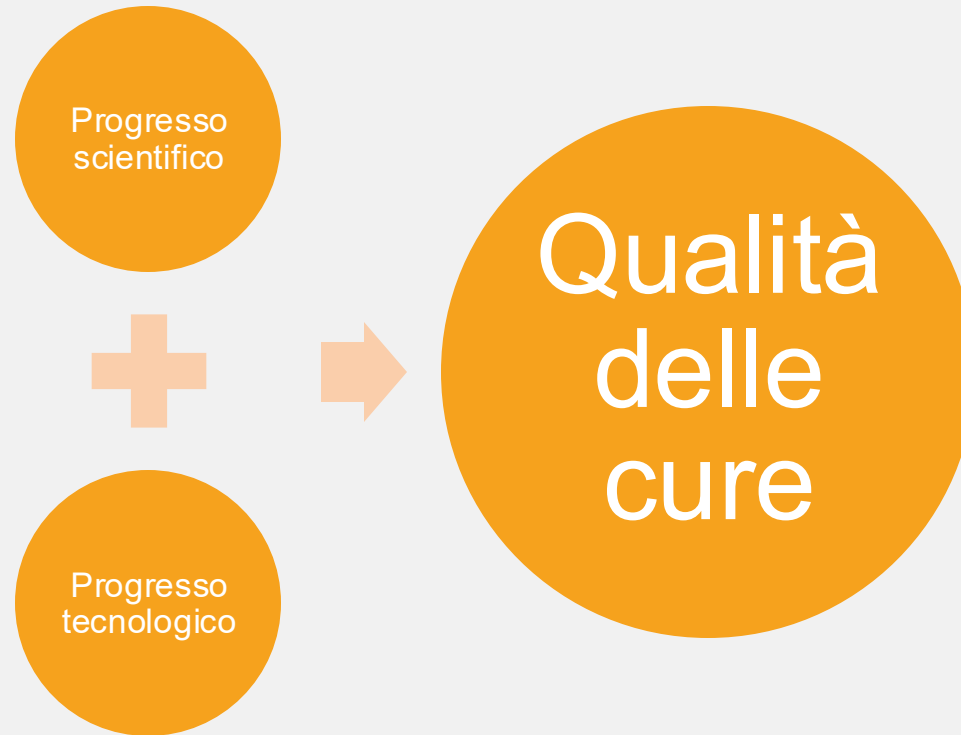 Progresso
scientifico
Progresso
tecnologico
Qualità
delle
cure